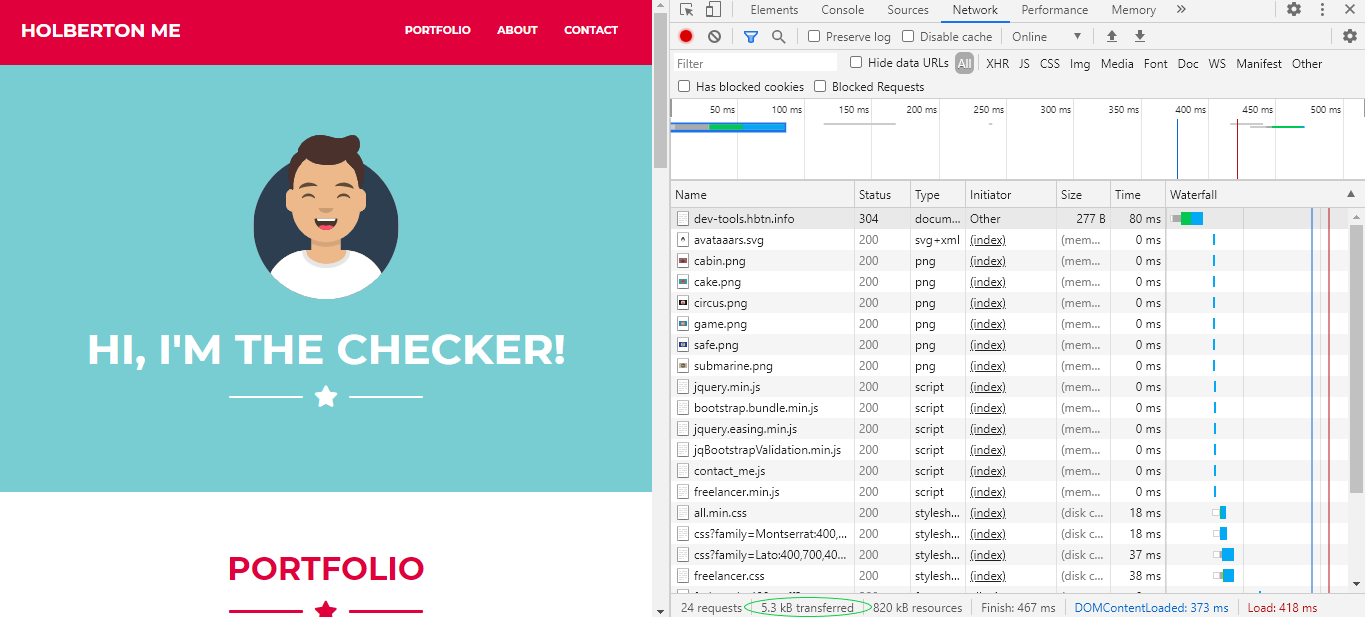 HOLBERTON ME
PORTFOLIO ABOUT CONTACT
HI, I'M THE CHECKER!
PORTFOLIO
Elements Console Sources Network Performance Memory »
Preserve log Disable cache Online
Filter Hide data URLs All XHR JS CSS Img Media Font Doc WS Manifest Other
Has blocked cookies Blocked Requests
50 ms 100 ms 150 ms 200 ms 250 ms 300 ms 350 ms 400 ms 450 ms 500 ms
Name Status Type Initiator Size Time Waterfall
dev-tools.hbtn.info 304 docum... Other 277 B 80 ms
avataaars.svg 200 svg+xml (index) (mem... 0 ms
cabin.png 200 png (index) (mem... 0 ms
cake.png 200 png (index) (mem... 0 ms
circus.png 200 png (index) (mem... 0 ms
game.png 200 png (index) (mem... 0 ms
safe.png 200 png (index) (mem... 0 ms
submarine.png 200 png (index) (mem... 0 ms
jquery.min.js 200 script (index) (mem... 0 ms
bootstrap.bundle.min.js 200 script (index) (mem... 0 ms
jquery.easing.min.js 200 script (index) (mem... 0 ms
jqBootstrapValidation.min.js 200 script (index) (mem... 0 ms
contact_me.js 200 script (index) (mem... 0 ms
freelancer.min.js 200 script (index) (mem... 0 ms
all.min.css 200 stylesh... (index) (disk c... 18 ms
css?family=Montserrat:400,... 200 stylesh... (index) (disk c... 18 ms
css?family=Lato:400,700,40... 200 stylesh... (index) (disk c... 37 ms
freelancer.css 200 stylesh... (index) (disk c... 38 ms
24 requests 5.3 kB transferred 820 kB resources Finish: 467 ms DOMContentLoaded: 373 ms Load: 418 ms